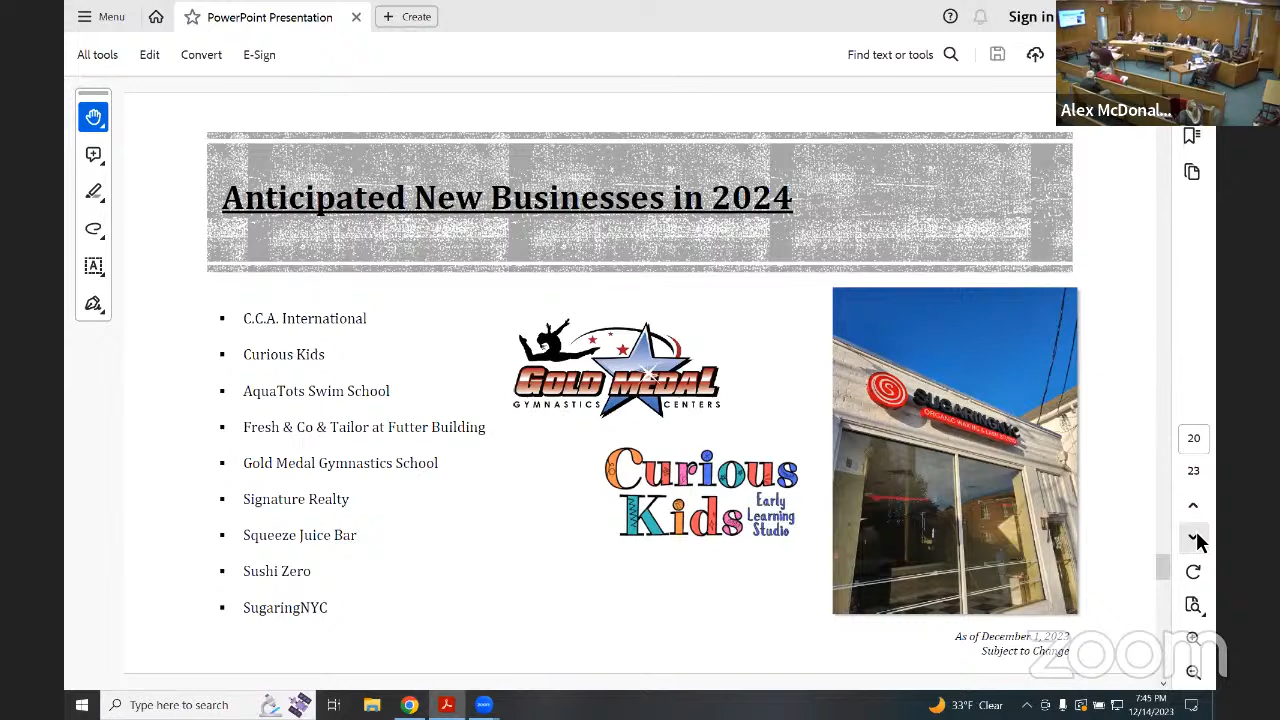 Menu
PowerPoint Presentation
Create
Sign in
All tools
Edit
Convert
E-Sign
Find text or tools
Alex McDonal...
Anticipated New Businesses in 2024
C.C.A. International
Curious Kids
AquaTots Swim School
Fresh & Co & Tailor at Futter Building
Gold Medal Gymnastics School
Signature Realty
Squeeze Juice Bar
Sushi Zero
SugaringNYC
GOLD MEDAL
GYMNASTICS CENTERS
Curious
Kids
Early
Learning
Studio
SUGARINGNYC
As of December 1, 2023
Subject to Change
20
23
zoom
Type here to search
zoom
33°F Clear
7:45 PM
12/14/2023